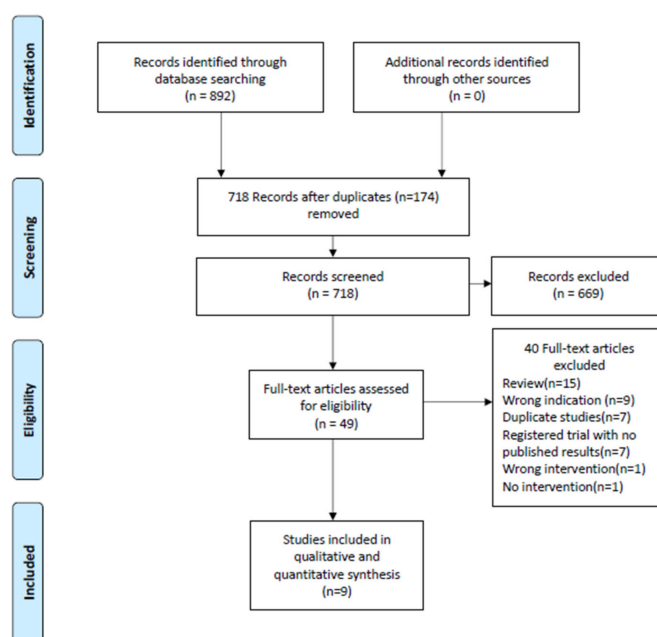 Identification
Records identified through
database searching
(n = 892)
Additional records identified
through other sources
(n = 0)
Screening
718 Records after duplicates (n=174)
removed
Records screened
(n = 718)
Records excluded
(n = 669)
Eligibility
Full-text articles assessed
for eligibility
(n = 49)
40 Full-text articles
excluded
Review(n=15)
Wrong indication (n=9)
Duplicate studies(n=7)
Registered trial with no
published results(n=7)
Wrong intervention(n=1)
No intervention(n=1)
Included
Studies included in
qualitative and
quantitative synthesis
(n=9)